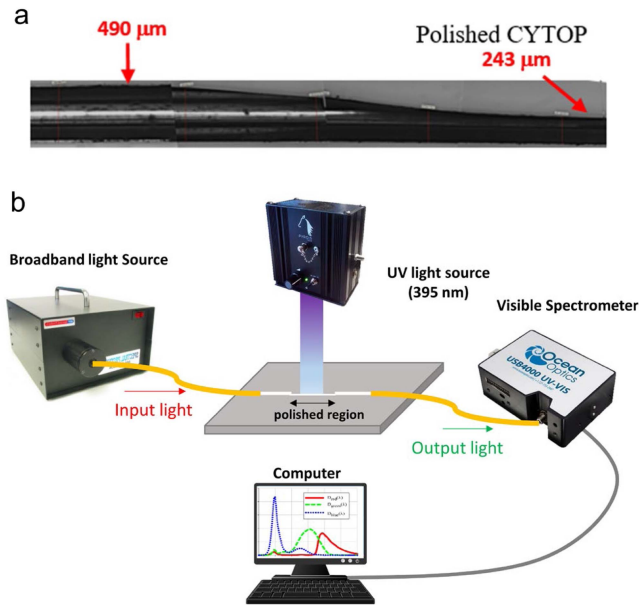 a
490 μm
Polished CYTOP
243 μm
b
Broadband light Source
UV light source
(395 nm)
Visible Spectrometer
Ocean
Optics
USB4000 UV-VIS
Input light
polished region
Output light
Computer